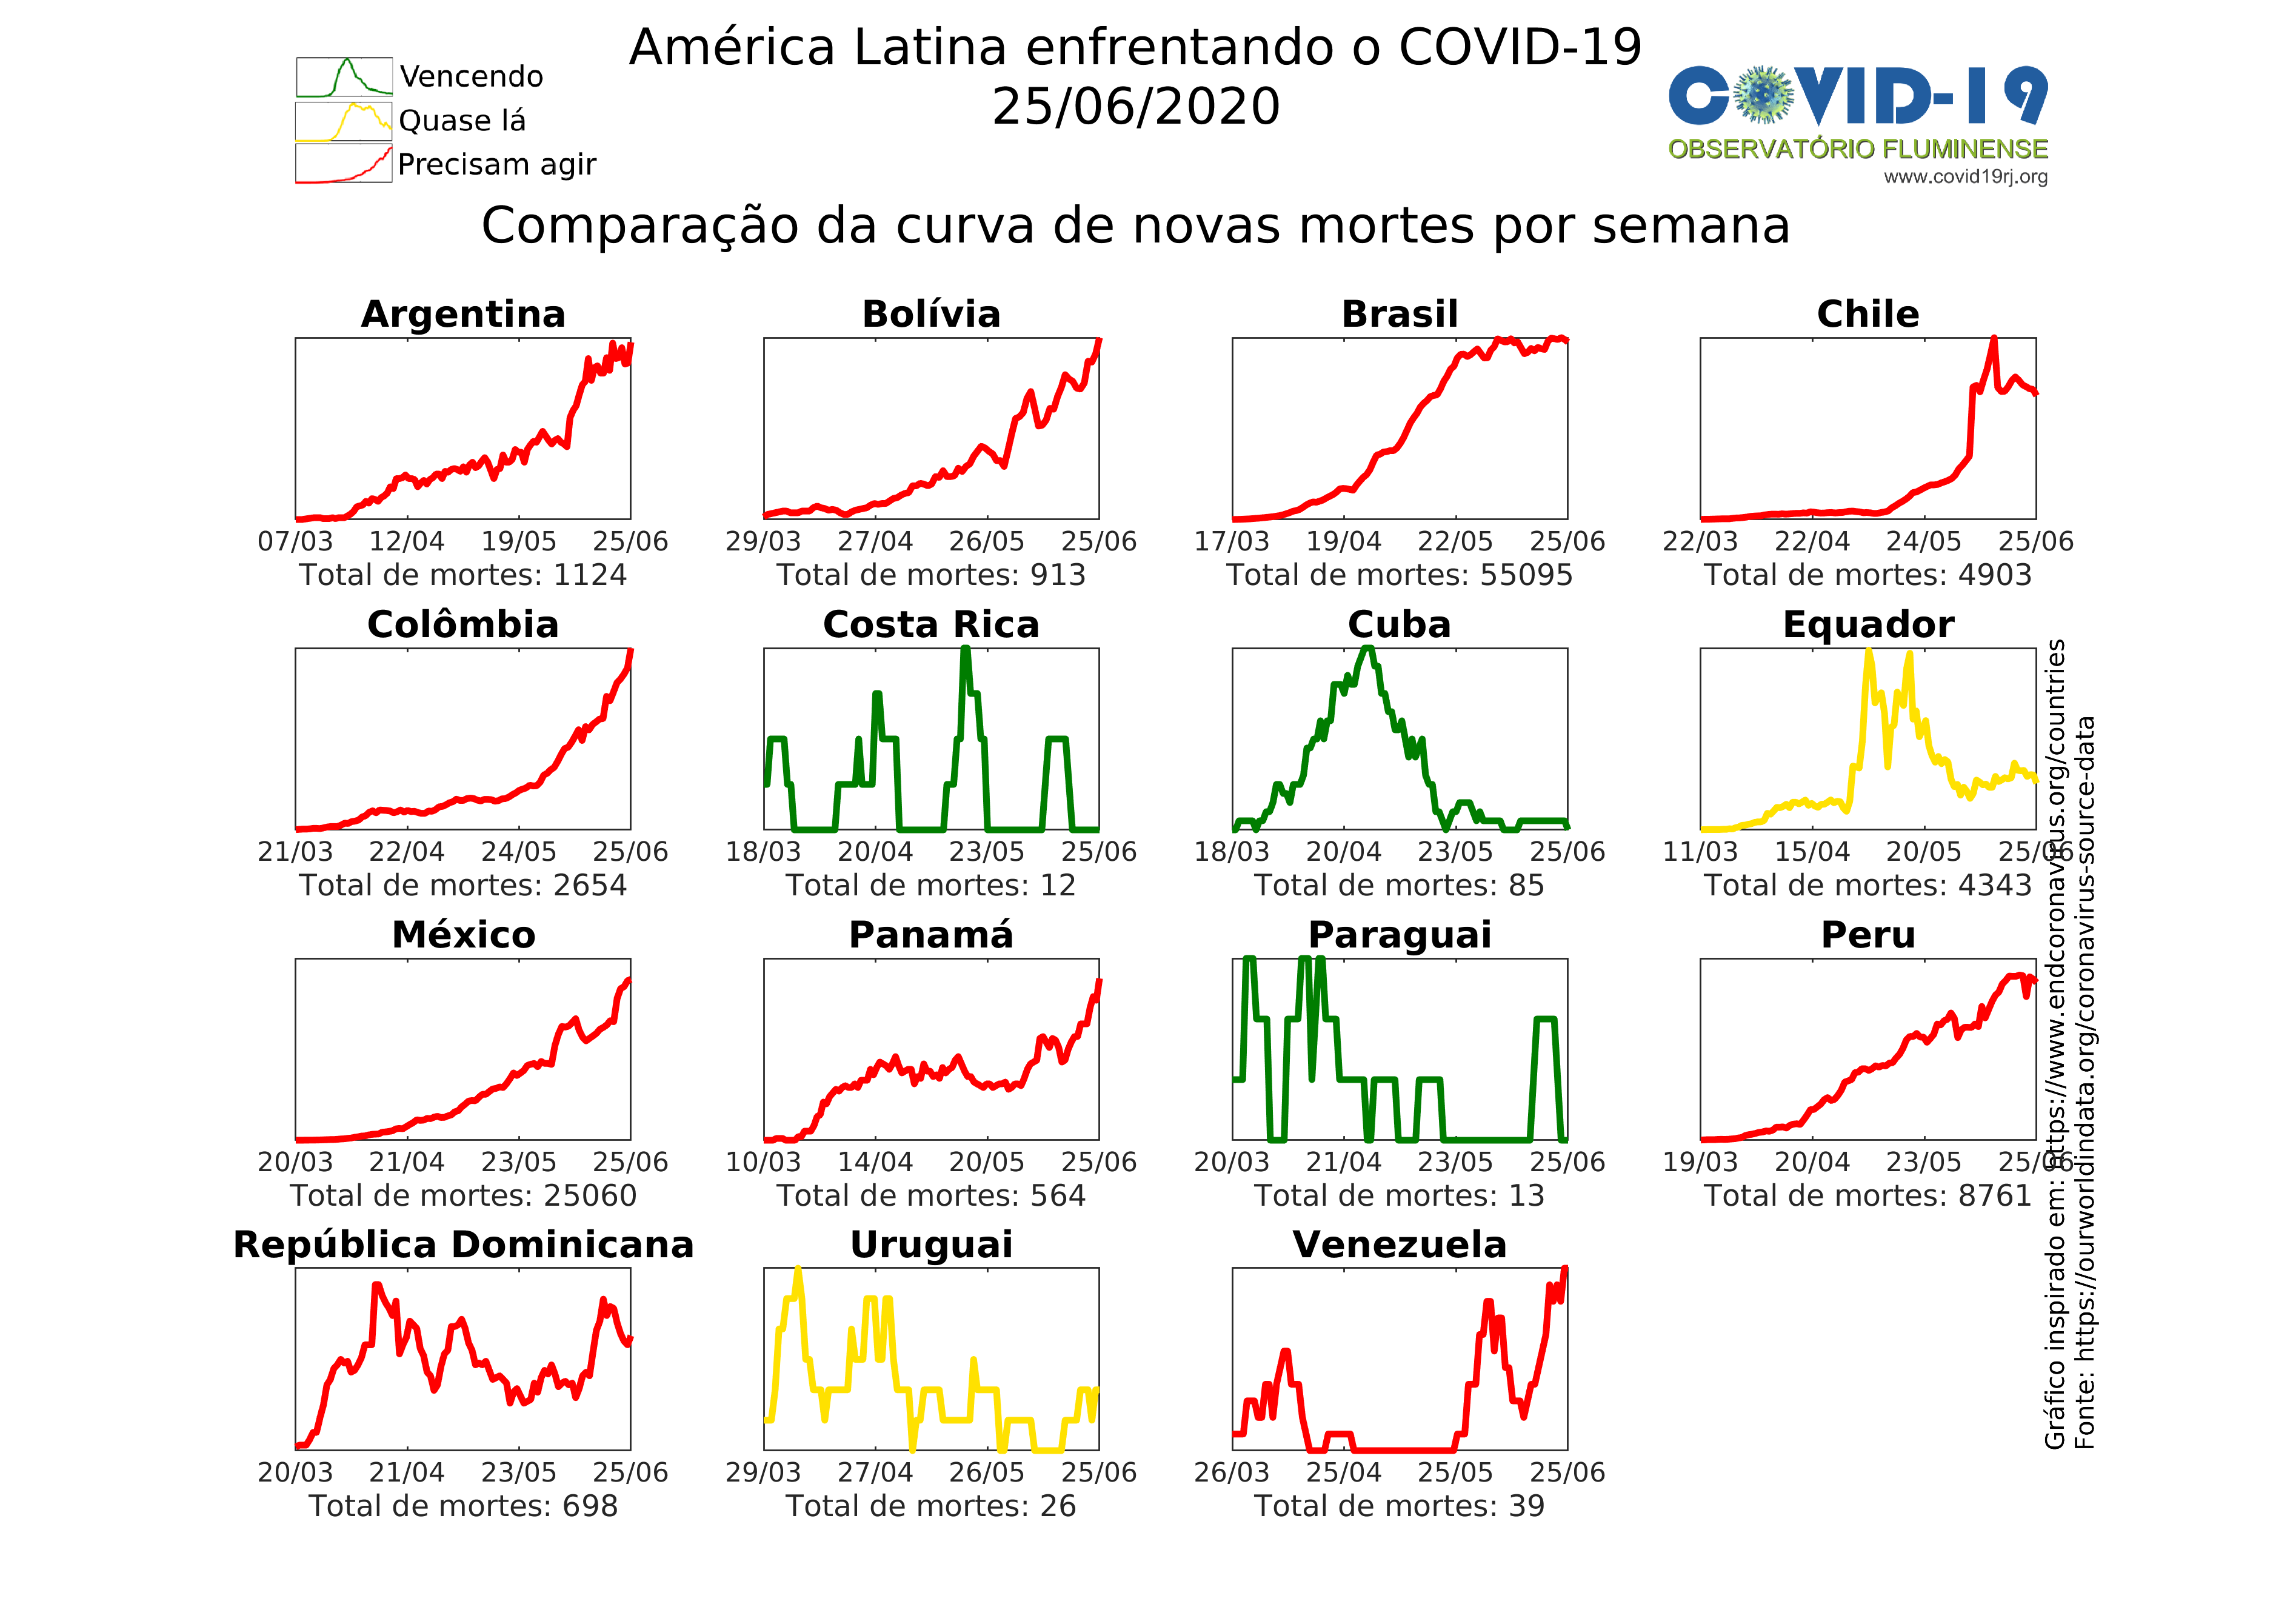 América Latina enfrentando o COVID-19
25/06/2020
Vencendo
Quase lá
Precisam agir
COVID-19
OBSERVATÓRIO FLUMINENSE
www.covid19rj.org
Comparação da curva de novas mortes por semana
Argentina
07/03 12/04 19/05 25/06
Total de mortes: 1124
Bolívia
29/03 27/04 26/05 25/06
Total de mortes: 913
Brasil
17/03 19/04 22/05 25/06
Total de mortes: 55095
Chile
22/03 22/04 24/05 25/06
Total de mortes: 4903
Colômbia
21/03 22/04 24/05 25/06
Total de mortes: 2654
Costa Rica
18/03 20/04 23/05 25/06
Total de mortes: 12
Cuba
18/03 20/04 23/05 25/06
Total de mortes: 85
Equador
11/03 15/04 20/05 25/06
Total de mortes: 4343
México
20/03 21/04 23/05 25/06
Total de mortes: 25060
Panamá
10/03 14/04 20/05 25/06
Total de mortes: 564
Paraguai
20/03 21/04 23/05 25/06
Total de mortes: 13
Peru
19/03 20/04 23/05 25/06
Total de mortes: 8761
República Dominicana
20/03 21/04 23/05 25/06
Total de mortes: 698
Uruguai
29/03 27/04 26/05 25/06
Total de mortes: 26
Venezuela
26/03 25/04 25/05 25/06
Total de mortes: 39
Gráfico inspirado em: https://www.endcoronavirus.org/countries
Fonte: https://ourworldindata.org/coronavirus-source-data